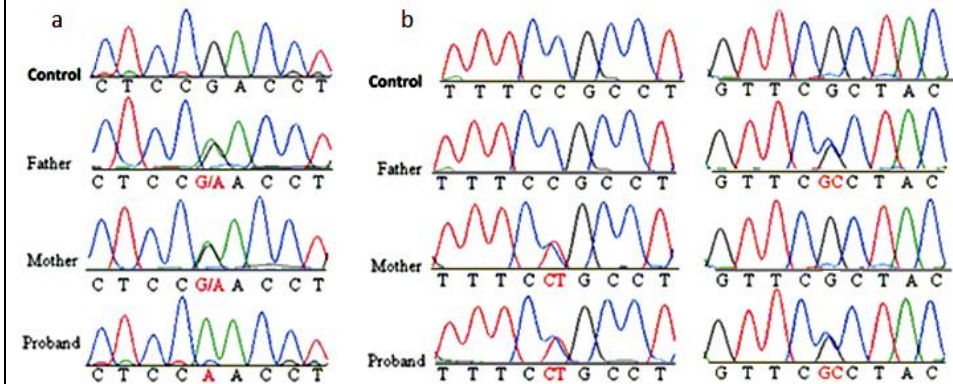 a b
Control
C T C C G A C C T
T T T C C G C C T
G T T C G C T A C
Father
C T C C G/A A C C T
Father
T T T C C G C C T
G T T C GC C T A C
Mother
C T C C G/A A C C T
Mother
T T T C CT G C C T
G T T C G C T A C
Proband
C T C C A A C C T
Proband
T T T C CT G C C T
G T T C GC C T A C
Control